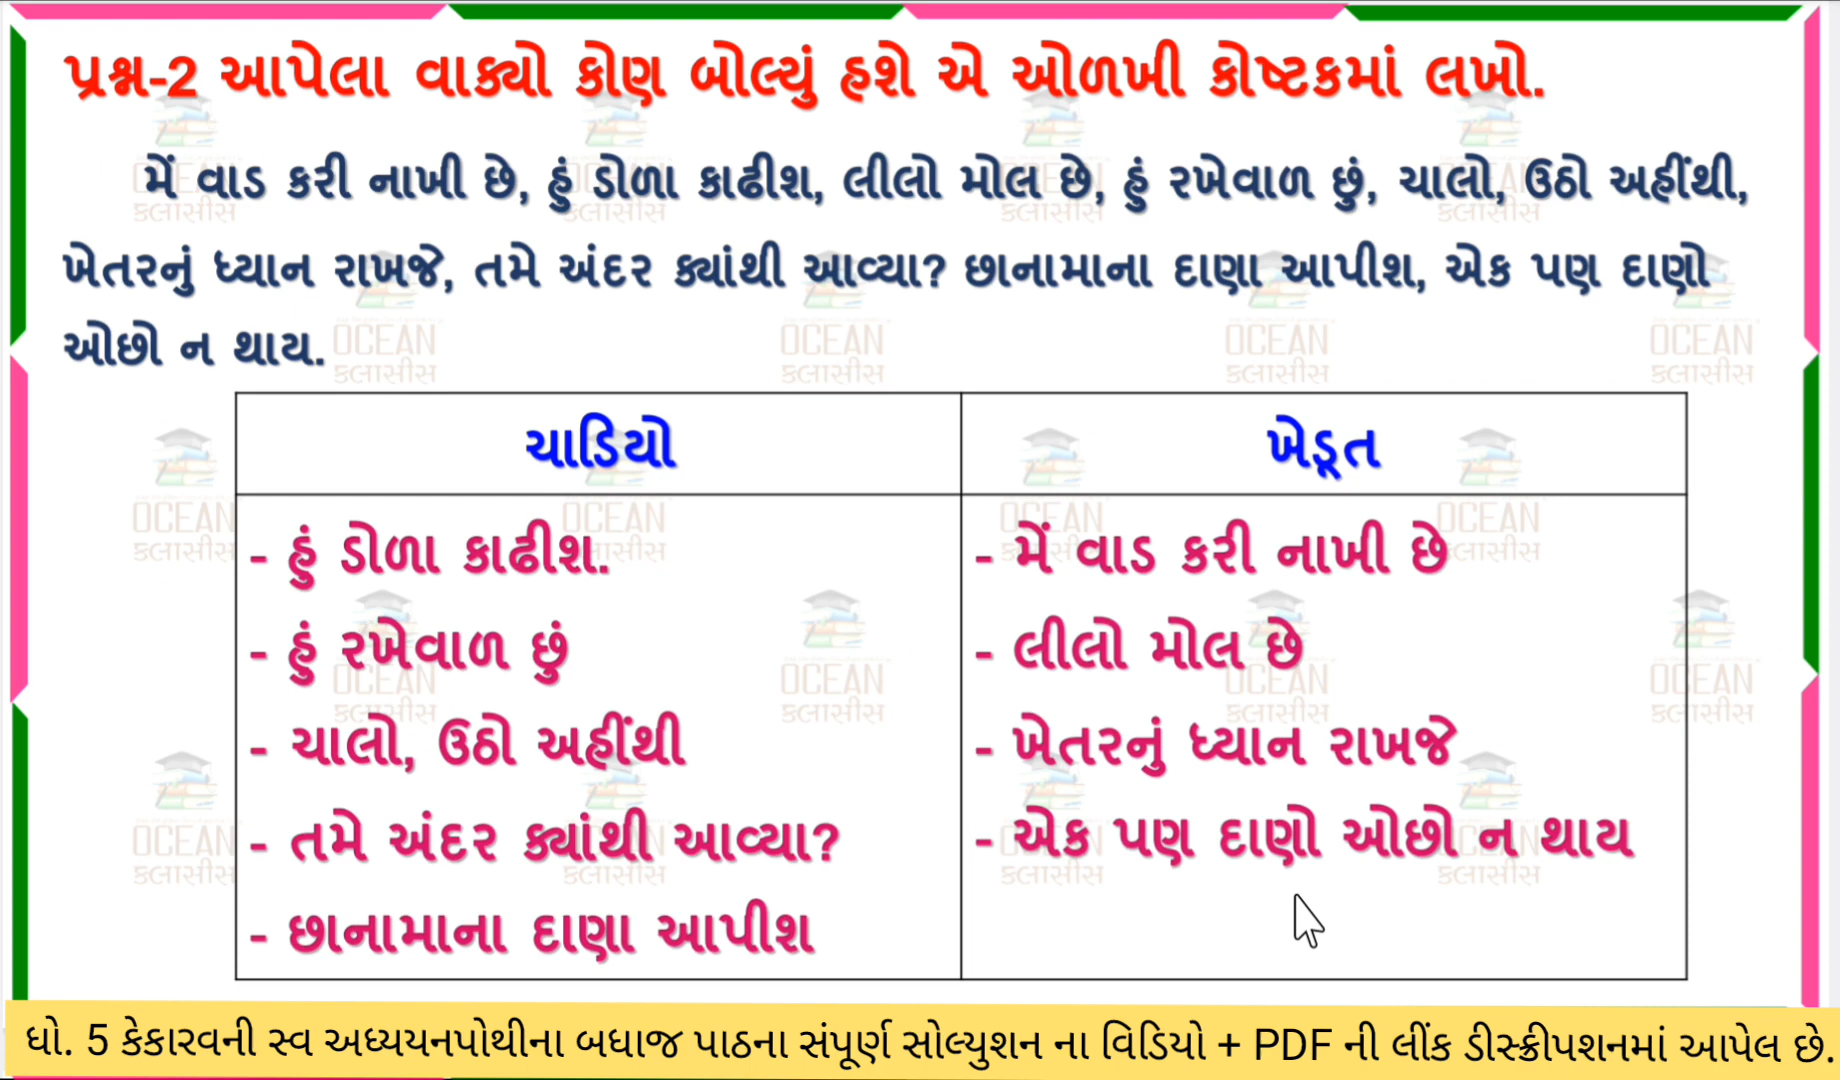 પ્રશ્ન-2 આપેલા વાક્યો કોણ બોલ્યું હશે એ ઓળખી કોષ્ટકમાં લખો.
મેં વાડ કરી નાખી છે, હું ડોળા કાઢીશ, લીલો મોલ છે, હું રખેવાળ છું, ચાલો, ઉઠો અહીંથી,
ખેતરનું ધ્યાન રાખજે, તમે અંદર ક્યાંથી આવ્યા? છાનામાના દાણા આપીશ, એક પણ દાણો
ઓછો ન થાય.
ચાડિયો
ખેડૂત
- હું ડોળા કાઢીશ.
- મેં વાડ કરી નાખી છે
- હું રખેવાળ છું
- લીલો મોલ છે
- ચાલો, ઉઠો અહીંથી
- ખેતરનું ધ્યાન રાખજે
- તમે અંદર ક્યાંથી આવ્યા?
- એક પણ દાણો ઓછો ન થાય
- છાનામાના દાણા આપીશ
OCEAN
ક્લાસીસ
ધો. 5 કેકારવની સ્વ અધ્યયનપોથીના બધાજ પાઠના સંપૂર્ણ સોલ્યુશન ના વિડિયો + PDF ની લીંક ડીસ્ક્રીપશનમાં આપેલ છે.